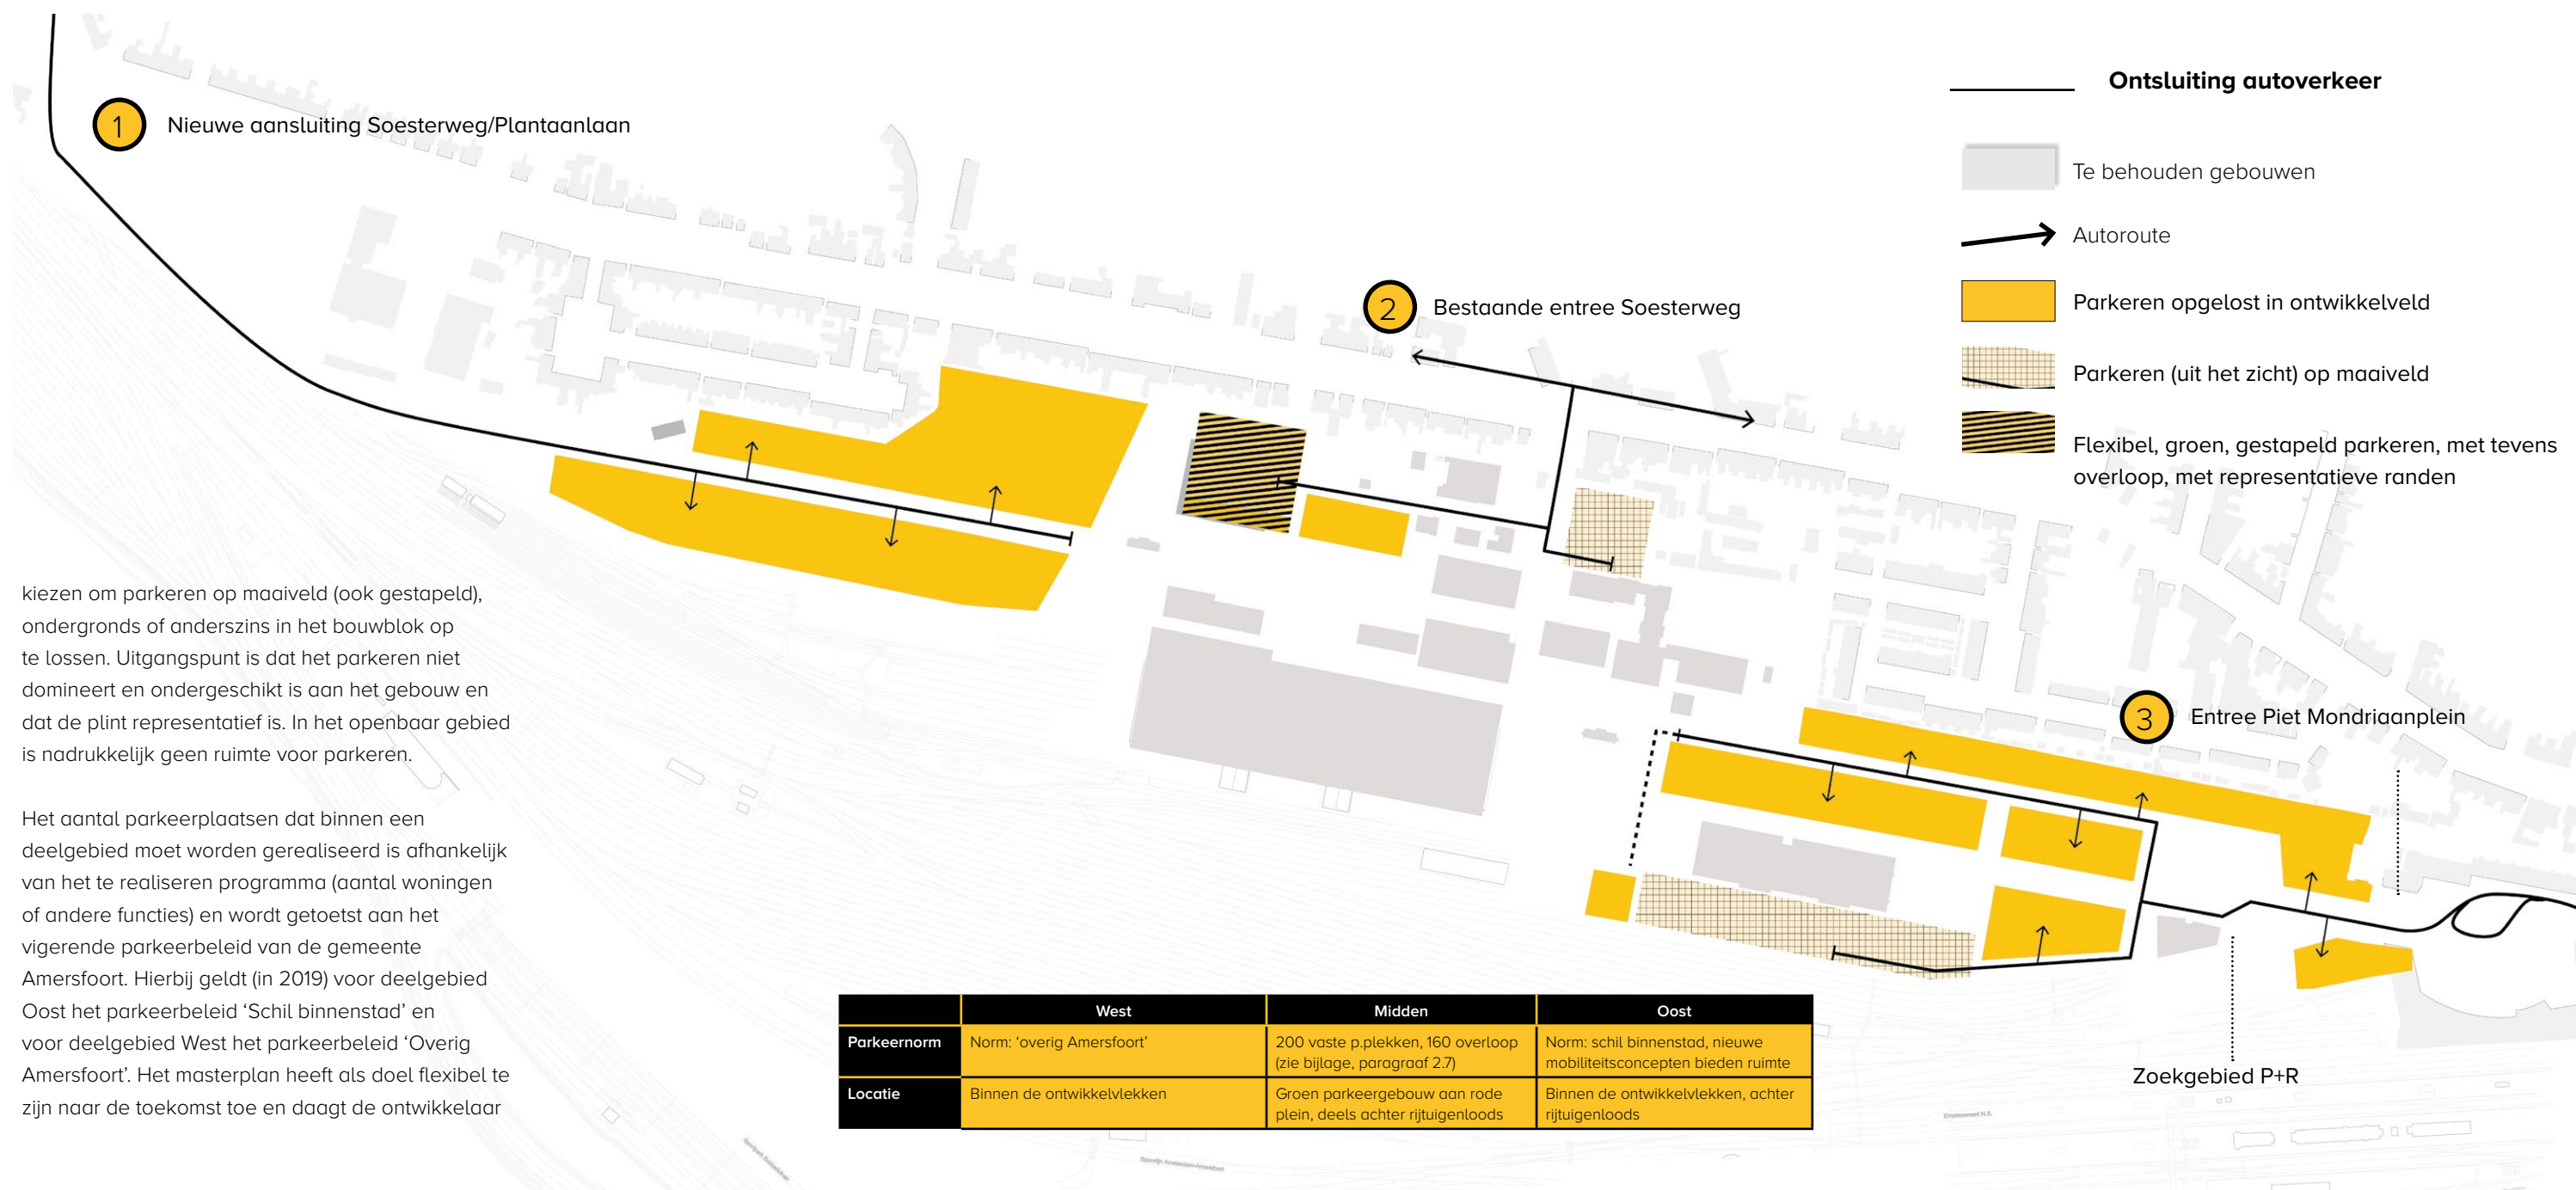 1 Nieuwe aansluiting Soesterweg/Plantaanlaan
2 Bestaande entree Soesterweg
3 Entree Piet Mondriaanplein
Zoekgebied P+R
Ontsluiting autoverkeer
Te behouden gebouwen
Autoroute
Parkeren opgelost in ontwikkelveld
Parkeren (uit het zicht) op maaiveld
Flexibel, groen, gestapeld parkeren, met tevens
overloop, met representatieve randen
kiezen om parkeren op maaiveld (ook gestapeld),
ondergronds of anderszins in het bouwblok op
te lossen. Uitgangspunt is dat het parkeren niet
domineert en ondergeschikt is aan het gebouw en
dat de plint representatief is. In het openbaar gebied
is nadrukkelijk geen ruimte voor parkeren.
Het aantal parkeerplaatsen dat binnen een
deelgebied moet worden gerealiseerd is afhankelijk
van het te realiseren programma (aantal woningen
of andere functies) en wordt getoetst aan het
vigerende parkeerbeleid van de gemeente
Amersfoort. Hierbij geldt (in 2019) voor deelgebied
Oost het parkeerbeleid ‘Schil binnenstad’ en
voor deelgebied West het parkeerbeleid ‘Overig
Amersfoort’. Het masterplan heeft als doel flexibel te
zijn naar de toekomst toe en daagt de ontwikkelaar
West Midden Oost
Parkeernorm
Norm: ‘overig Amersfoort’
200 vaste p.plekken, 160 overloop
(zie bijlage, paragraaf 2.7)
Norm: schil binnenstad, nieuwe
mobiliteitsconcepten bieden ruimte
Locatie
Binnen de ontwikkelvlekken
Groen parkeergebouw aan rode
plein, deels achter rijtuigenloods
Binnen de ontwikkelvlekken, achter
rijtuigenloods
Emplacement N.S.